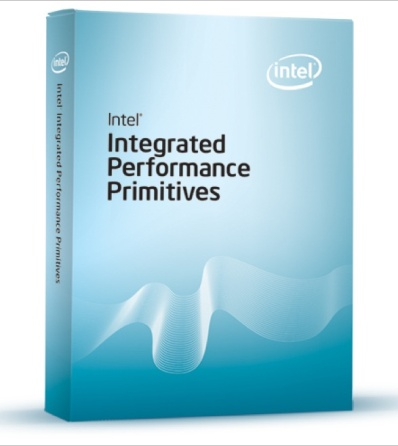 intel
Intel® Integrated Performance Primitives
intel
Intel®
Integrated
Performance
Primitives